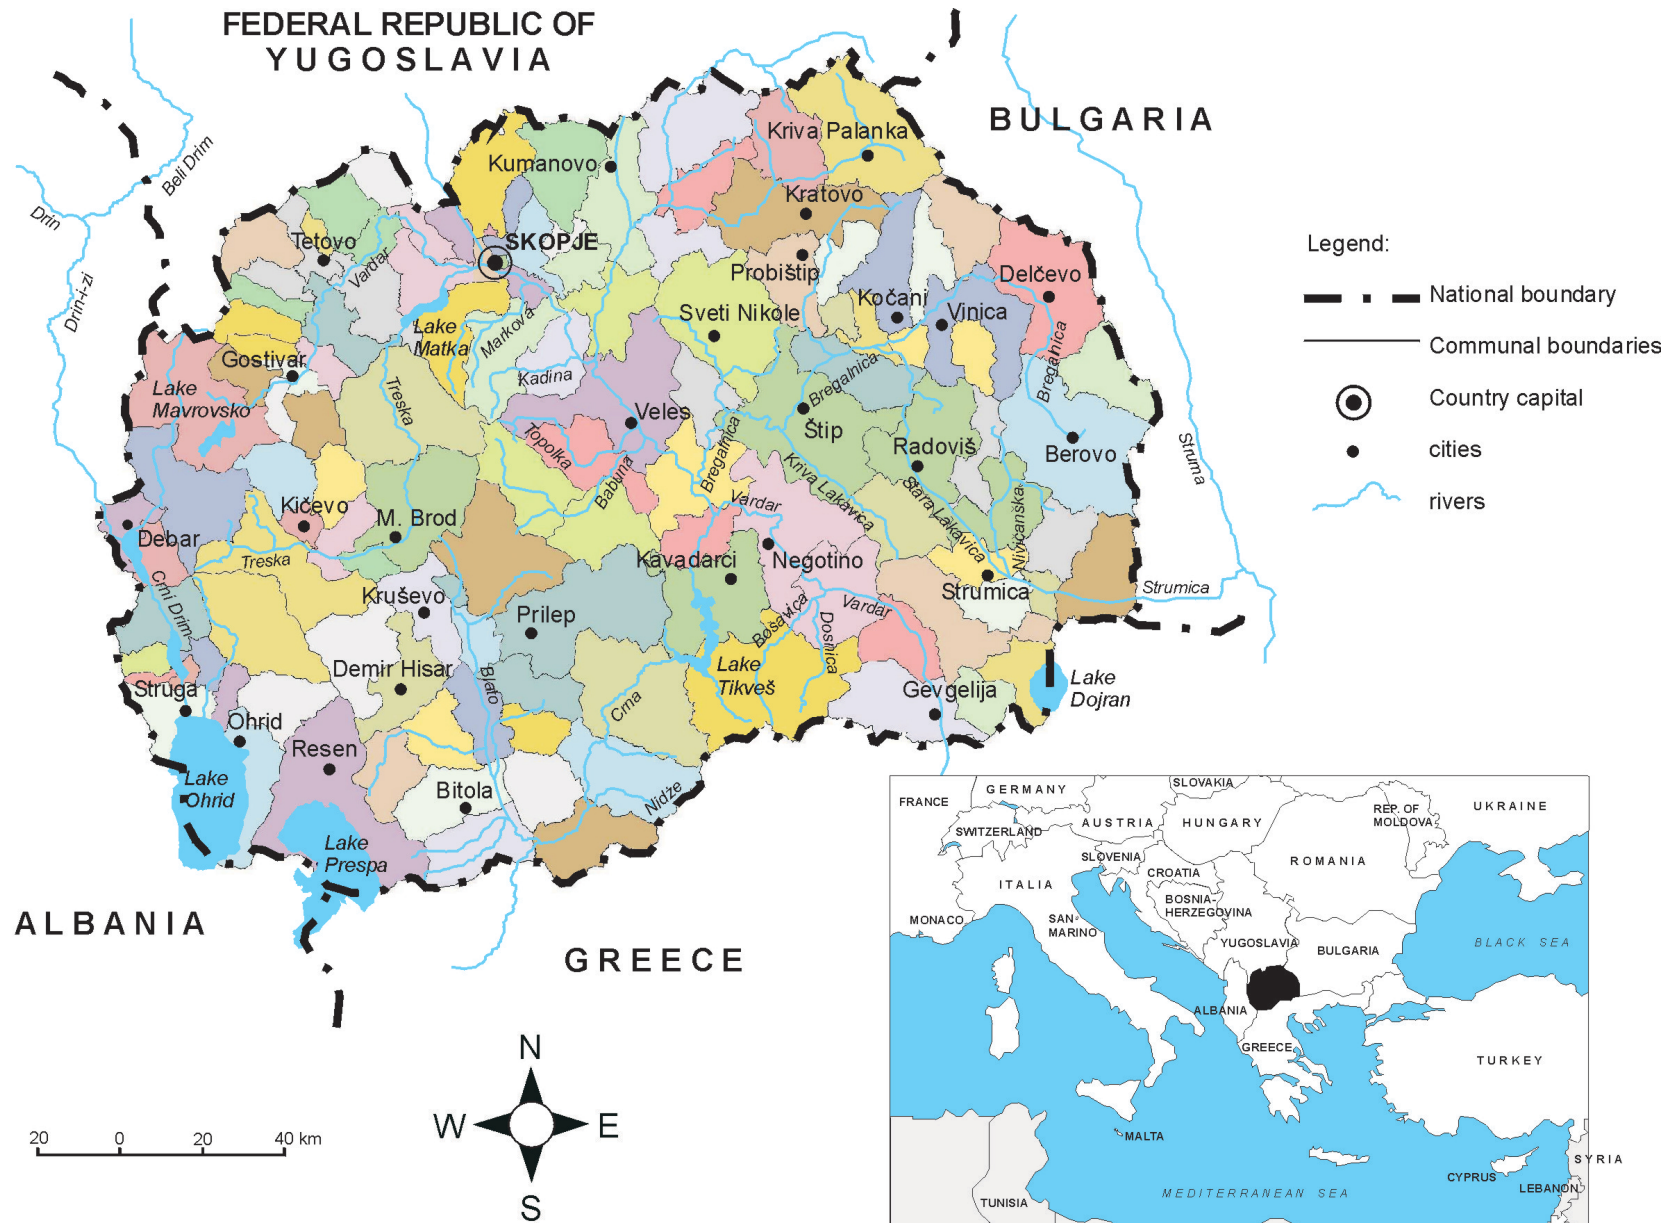 FEDERAL REPUBLIC OF
YUGOSLAVIA
BULGARIA
Kriva Palanka
Kumanovo
Beli Drim
Drin
Kratovo
Tetovo
SKOPJE
Vardar
Probištip
Delčevo
Drin-i-zi
Kočani
Vinica
Sveti Nikole
Lake
Matka
Markova
Gostivar
Bregalnica
Bregalnica
Lake
Mavrovsko
Treska
Kadina
Veles
Štip
Topolka
Radoviš
Berovo
Struma
Bregalnica
Babuna
Kriva Lakavica
Stara Lakavica
Nivičanska
Kičevo
M. Brod
Vardar
Debar
Treska
Kavadarci
Negotino
Crni Drim
Kruševo
Prilep
Strumica
Strumica
Bošavica
Vardar
Došnica
Demir Hisar
Blato
Lake
Tikveš
Struga
Crna
Gevgelija
Lake
Dojran
Ohrid
Resen
Lake
Ohrid
Bitola
Nidže
Lake
Prespa
ALBANIA
GREECE
Legend:
National boundary
Communal boundaries
Country capital
cities
rivers
N
W
E
S
20
0
20
40 km
FRANCE
GERMANY
SLOVAKIA
UKRAINE
REP. OF
MOLDOVA
SWITZERLAND
AUSTRIA
HUNGARY
SLOVENIA
ROMANIA
CROATIA
ITALIA
BOSNIA-
HERZEGOVINA
MONACO
SAN
MARINO
YUGOSLAVIA
BULGARIA
BLACK SEA
ALBANIA
GREECE
TURKEY
MALTA
SYRIA
CYPRUS
LEBANON
MEDITERRANEAN SEA
TUNISIA